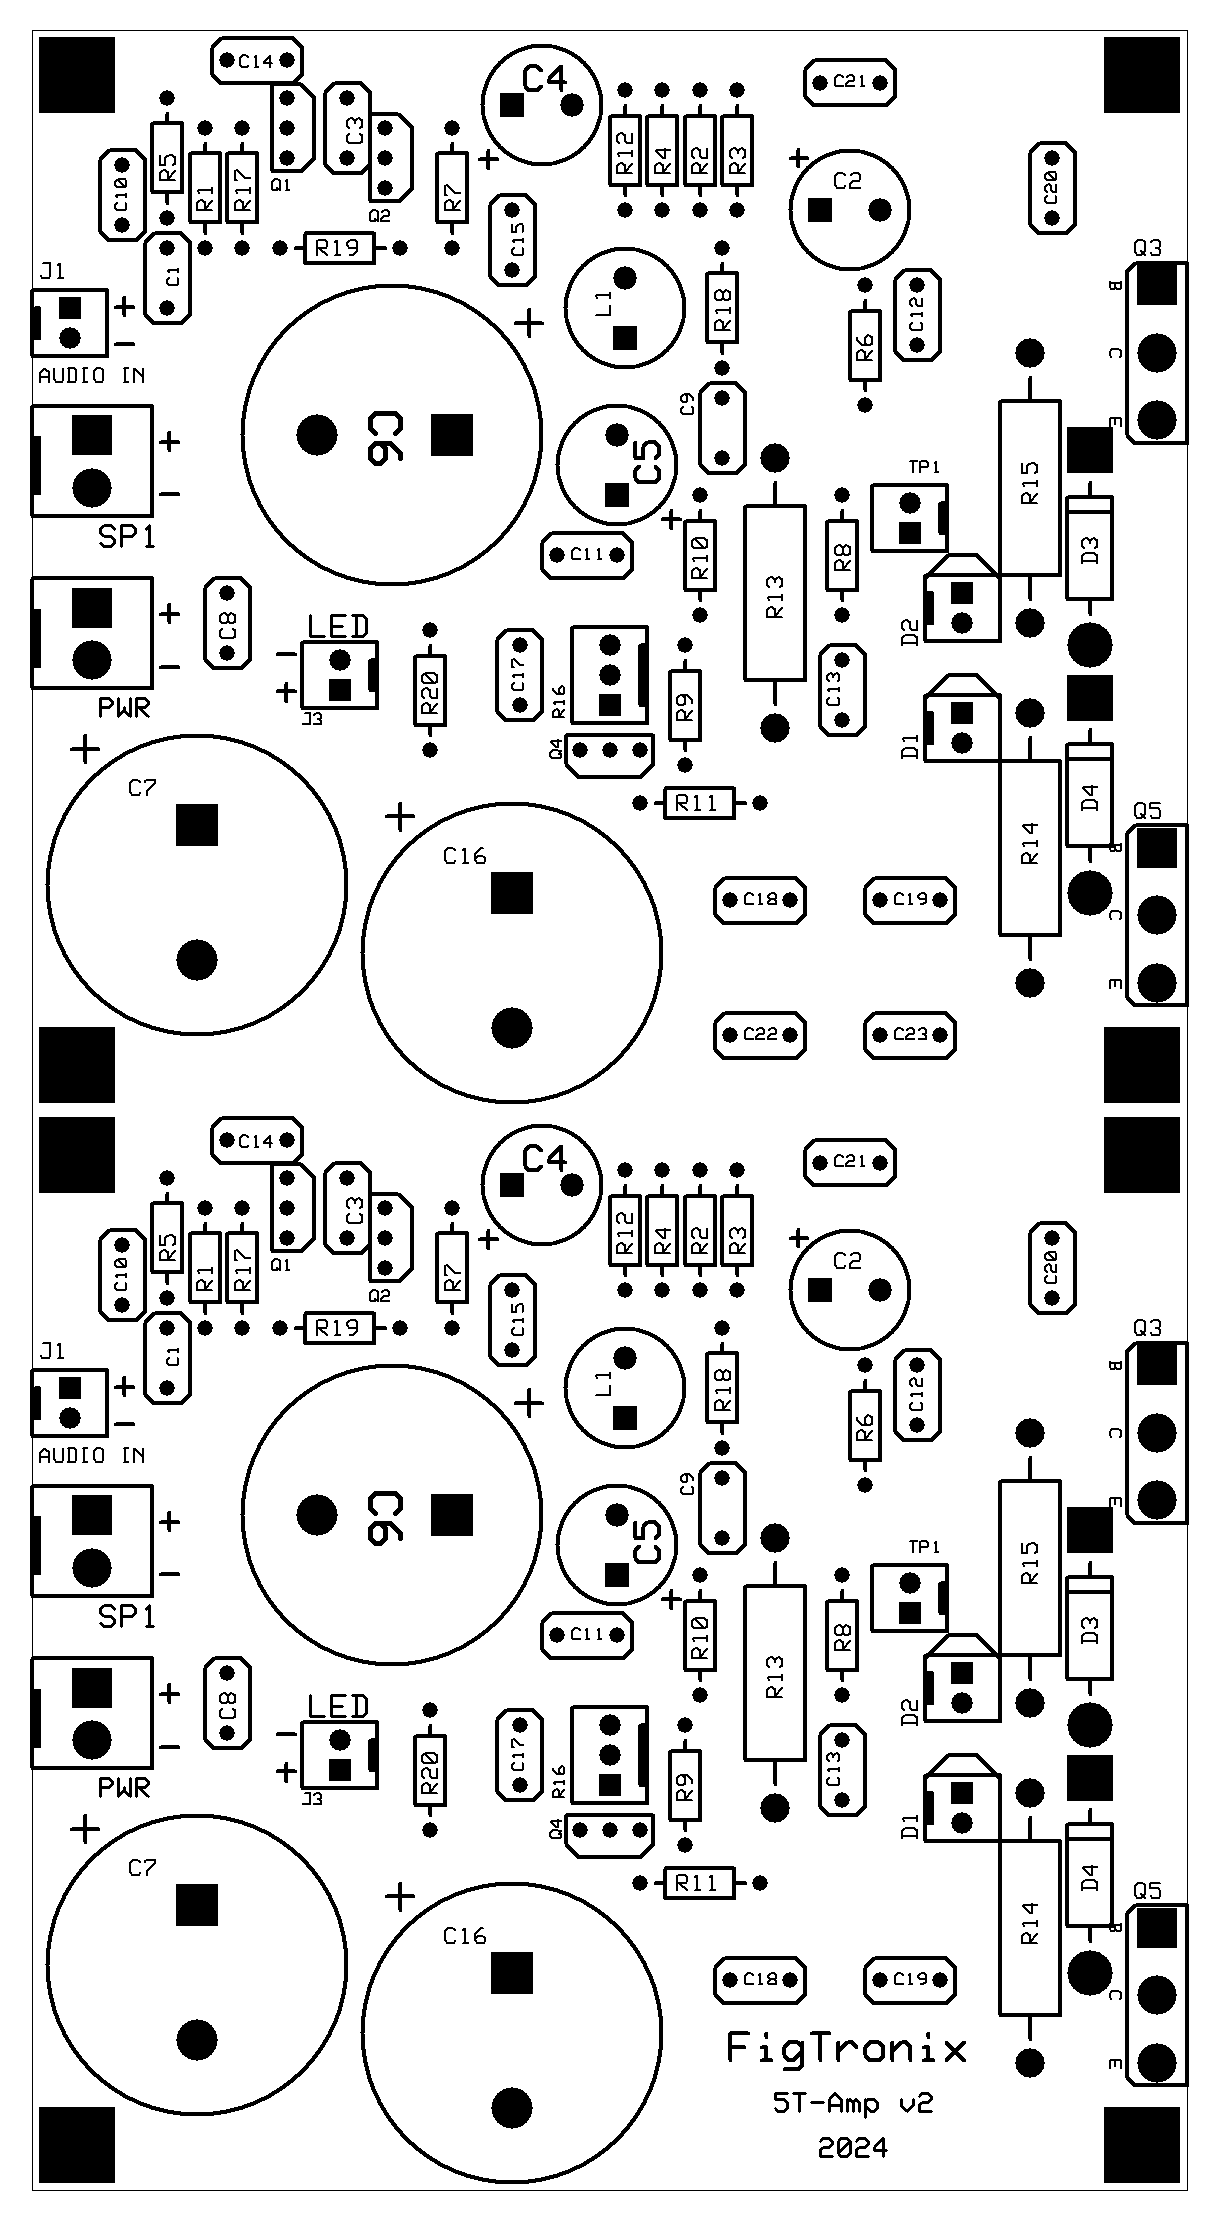 C14
C4
C21
C3
R5
R12
R4
R2
R3
C10
R1
R17
Q1
Q2
R7
+
+
C2
C20
C15
R19
Q3
J1
C1
+
-
L1
R18
+
C12
B
R6
C
AUDIO IN
C9
E
C6
C5
+
-
SP1
TP1
R15
+
C11
R10
R8
D3
R13
+
-
C8
LED
D2
-
+
J3
R20
C17
R16
R9
C13
PWR
+
Q4
D1
C7
R11
D4
+
C16
R14
Q5
B
C18
C19
C
E
C22
C23
C14
C4
C21
C3
R5
R12
R4
R2
R3
C10
R1
R17
Q1
Q2
R7
+
+
C2
C20
C15
R19
Q3
J1
C1
+
-
L1
R18
+
C12
B
R6
C
AUDIO IN
C9
E
C6
C5
+
-
SP1
TP1
R15
+
C11
R10
R8
D3
R13
+
-
C8
LED
D2
-
+
J3
R20
C17
R16
R9
C13
PWR
+
Q4
D1
C7
R11
D4
+
C16
R14
Q5
B
C18
C19
C
E
FigTronix
5T-Amp v2
2024